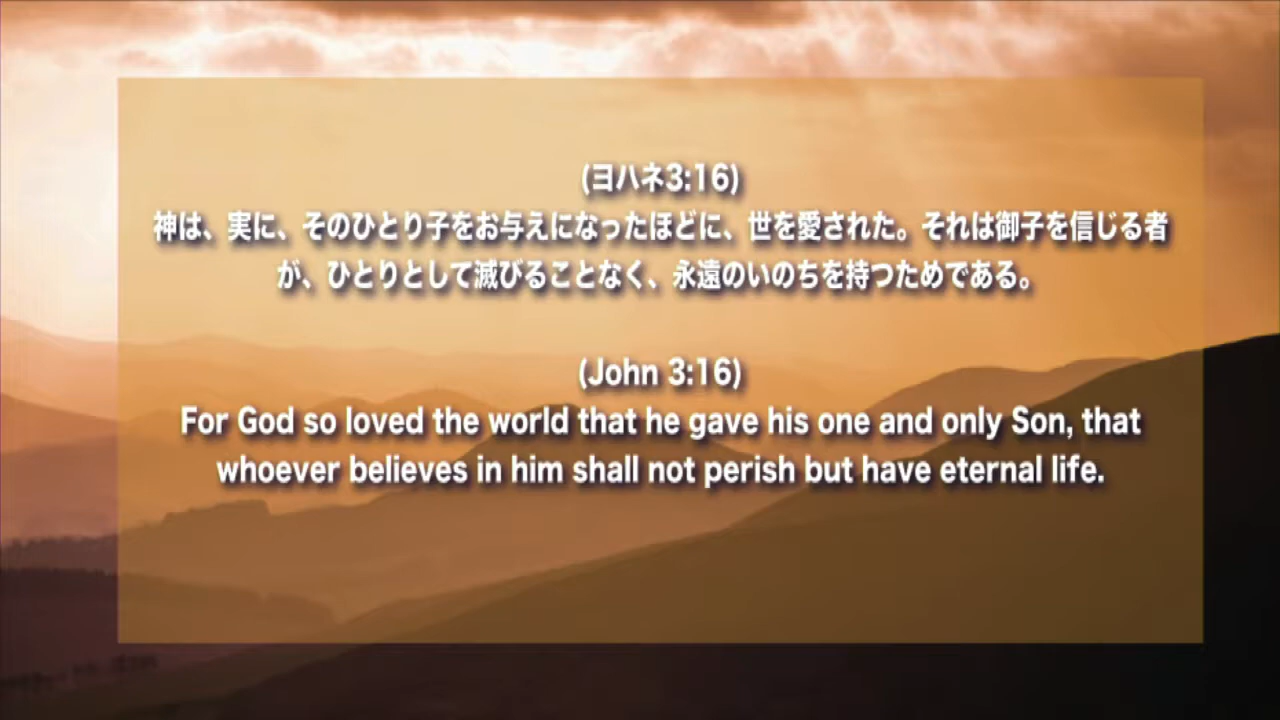 (ヨハネ3:16)
神は、実に、そのひとり子をお与えになったほどに、世を愛された。それは御子を信じる者
が、ひとりとして滅びることなく、永遠のいのちを持つためである。
(John 3:16)
For God so loved the world that he gave his one and only Son, that
whoever believes in him shall not perish but have eternal life.